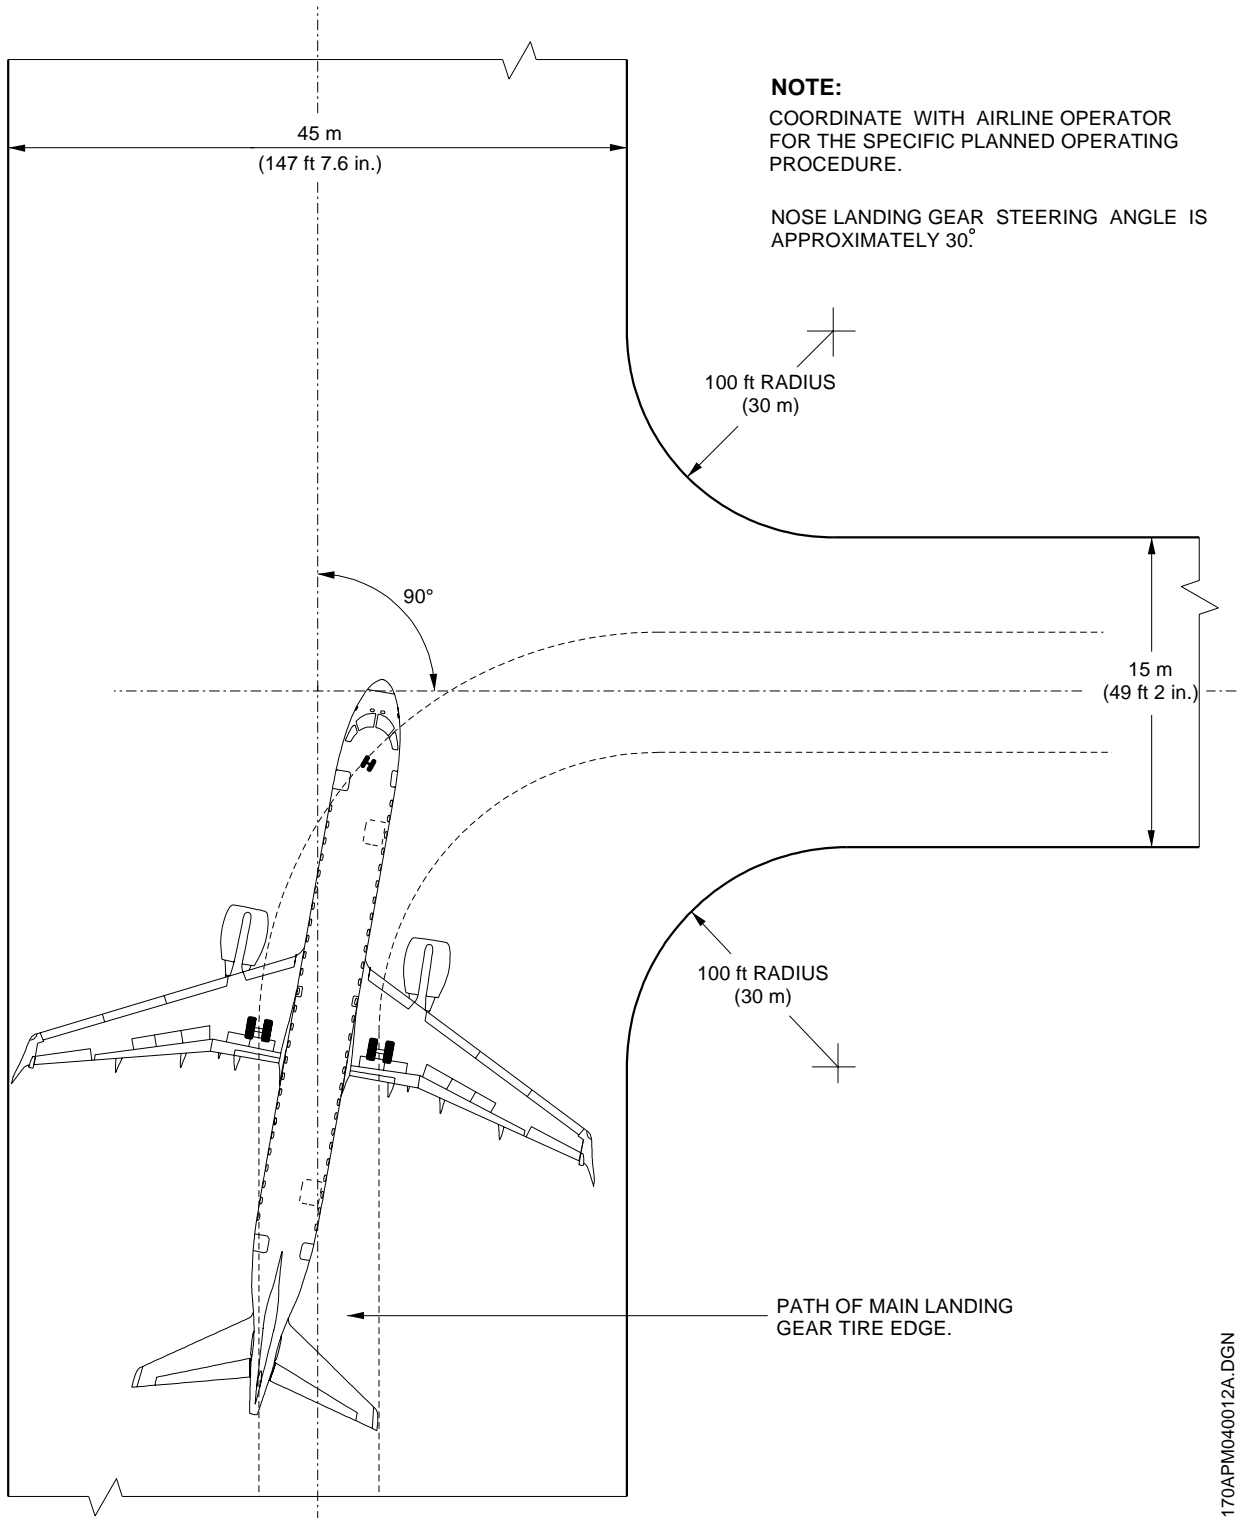 NOTE:
COORDINATE WITH AIRLINE OPERATOR
FOR THE SPECIFIC PLANNED OPERATING
PROCEDURE.
NOSE LANDING GEAR STEERING ANGLE IS
APPROXIMATELY 30°.
45 m
(147 ft 7.6 in.)
100 ft RADIUS
(30 m)
90°
15 m
(49 ft 2 in.)
100 ft RADIUS
(30 m)
PATH OF MAIN LANDING
GEAR TIRE EDGE.
170APM040012A.DGN